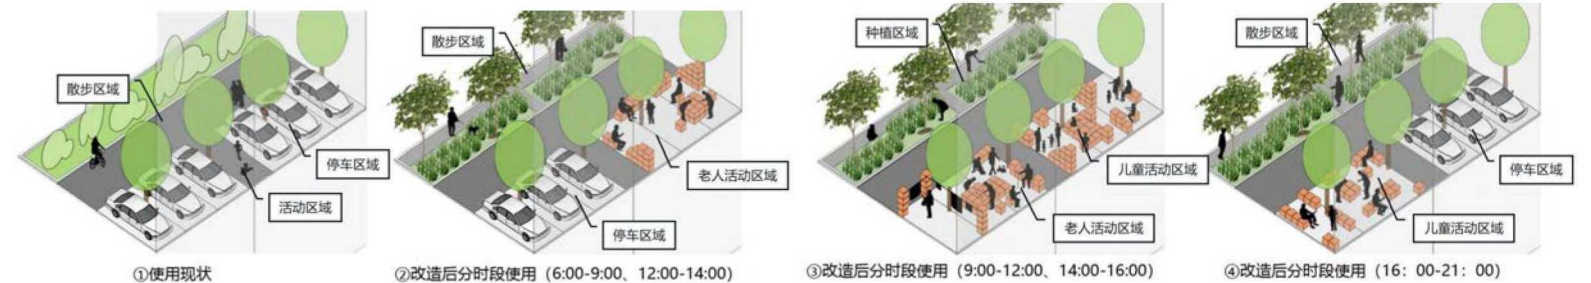 散步区域
停车区域
活动区域
①使用现状
散步区域
老人活动区域
停车区域
②改造后分时段使用（6:00-9:00、12:00-14:00）
种植区域
儿童活动区域
老人活动区域
③改造后分时段使用（9:00-12:00、14:00-16:00）
散步区域
停车区域
儿童活动区域
④改造后分时段使用（16：00-21：00）